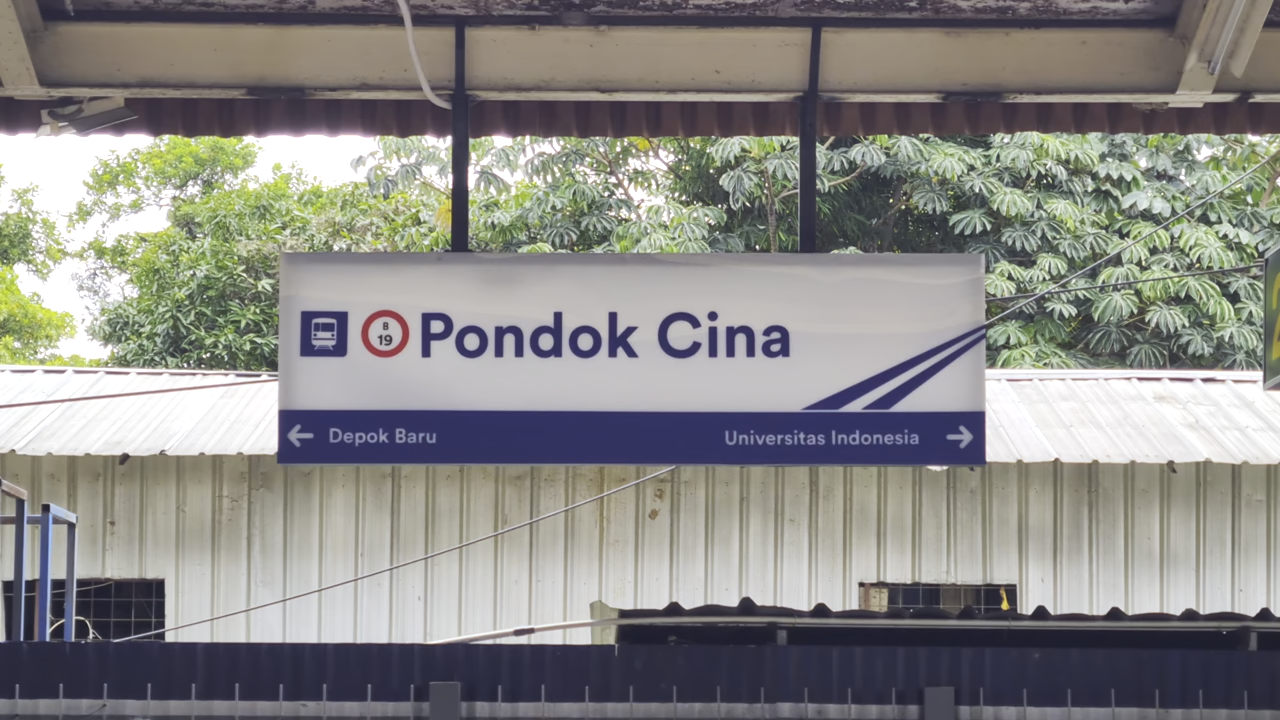 B
19
Pondok Cina
← Depok Baru
Universitas Indonesia →